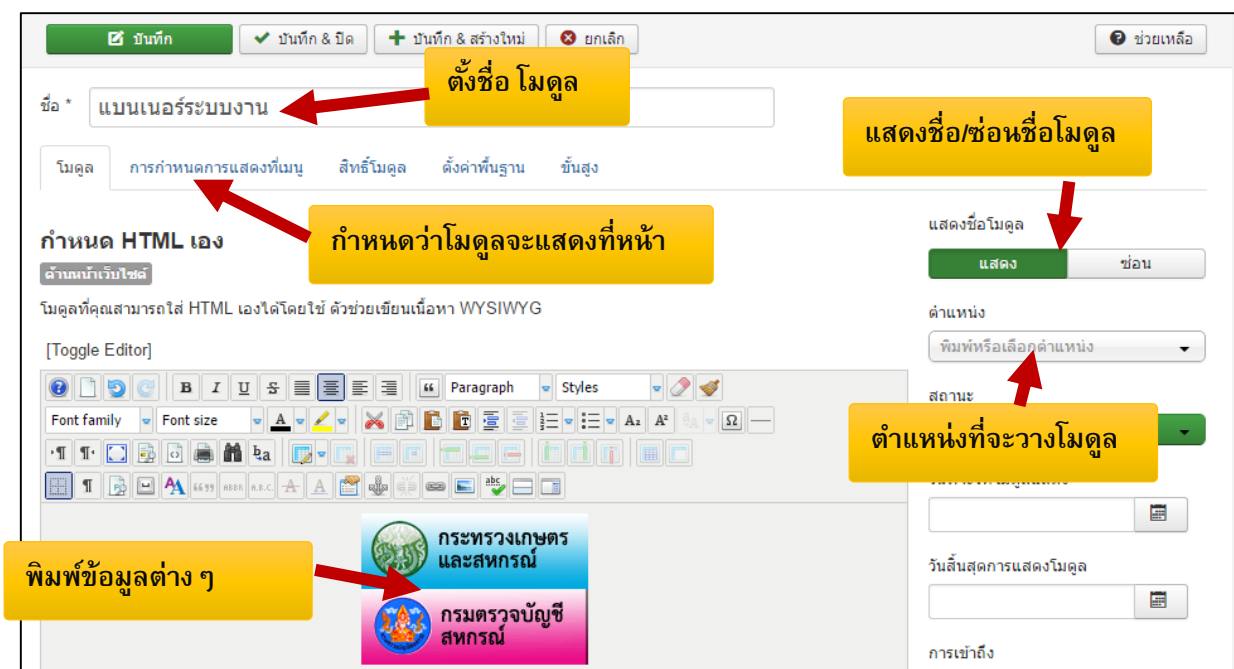 บันทึก
บันทึก & ปิด
บันทึก & สร้างใหม่
ยกเลิก
ช่วยเหลือ
ตั้งชื่อ โมดูล
ชื่อ *
แบนเนอร์ระบบงาน
แสดงชื่อ/ซ่อนชื่อโมดูล
โมดูล
การกำหนดการแสดงที่เมนู
สิทธิ์โมดูล
ตั้งค่าพื้นฐาน
ขั้นสูง
กำหนดว่าโมดูลจะแสดงที่หน้า
กำหนด HTML เอง
ด้านหน้าเว็บไซต์
โมดูลที่คุณสามารถใส่ HTML เองได้โดยใช้ ตัวช่วยเขียนเนื้อหา WYSIWYG
แสดงชื่อโมดูล
แสดง
ซ่อน
ตำแหน่ง
พิมพ์หรือเลือกตำแหน่ง
สถานะ
ตำแหน่งที่จะวางโมดูล
[Toggle Editor]
Paragraph
Styles
Font family
Font size
กระทรวงเกษตร
และสหกรณ์
กรมตรวจบัญชี
สหกรณ์
พิมพ์ข้อมูลต่าง ๆ
วันสิ้นสุดการแสดงโมดูล
การเข้าถึง